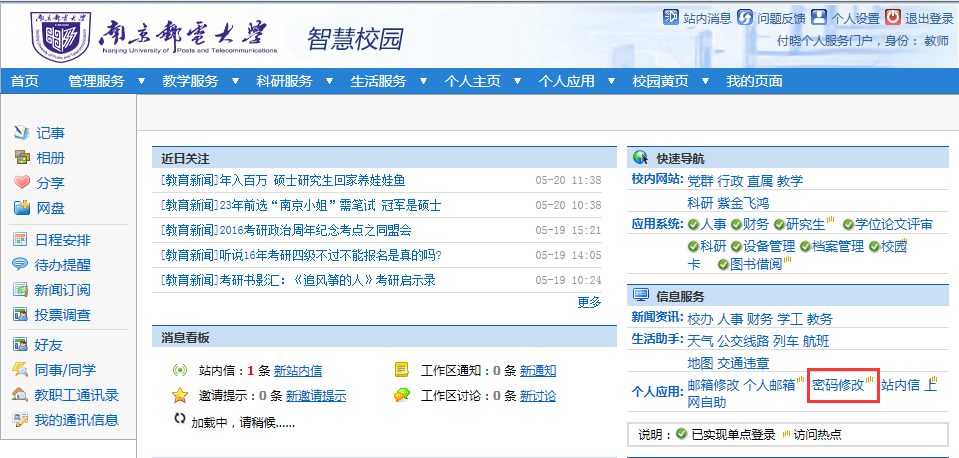 南京邮电大学
Nanjing University of Posts and Telecommunications
智慧校园
站内消息 问题反馈 个人设置 退出登录
付晓个人服务门户，身份： 教师
首页 管理服务 ▼ 教学服务 ▼ 科研服务 ▼ 生活服务 ▼ 个人主页 ▼ 个人应用 ▼ 校园黄页 ▼ 我的页面
记事
相册
分享
网盘
日程安排
待办提醒
新闻订阅
投票调查
好友
同事/同学
教职工通讯录
我的通讯信息
近日关注
[教育新闻]年入百万 硕士研究生回家养娃娃鱼 05-20 11:38
[教育新闻]23年前选“南京小姐”需笔试 冠军是硕士 05-20 10:38
[教育新闻]2016考研政治周年纪念考点之同盟会 05-19 15:21
[教育新闻]听说16年考研四级不过不能报名是真的吗? 05-19 14:05
[教育新闻]考研书影汇：《追风筝的人》考研启示录 05-19 10:24
更多
消息看板
站内信：1 条 新站内信 工作区通知：0 条 新通知
邀请提示：0 条 新邀请提示 工作区讨论：0 条 新讨论
加载中，请稍候......
快速导航
校内网站: 党群 行政 直属 教学
科研 紫金飞鸿
应用系统: 人事 财务 研究生 学位论文评审
科研 设备管理 档案管理 校园
卡 图书借阅
信息服务
新闻资讯: 校办 人事 财务 学工 教务
生活助手: 天气 公交线路 列车 航班
地图 交通违章
个人应用: 邮箱修改 个人邮箱 密码修改 站内信 上
网自助
说明： 已实现单点登录 访问热点